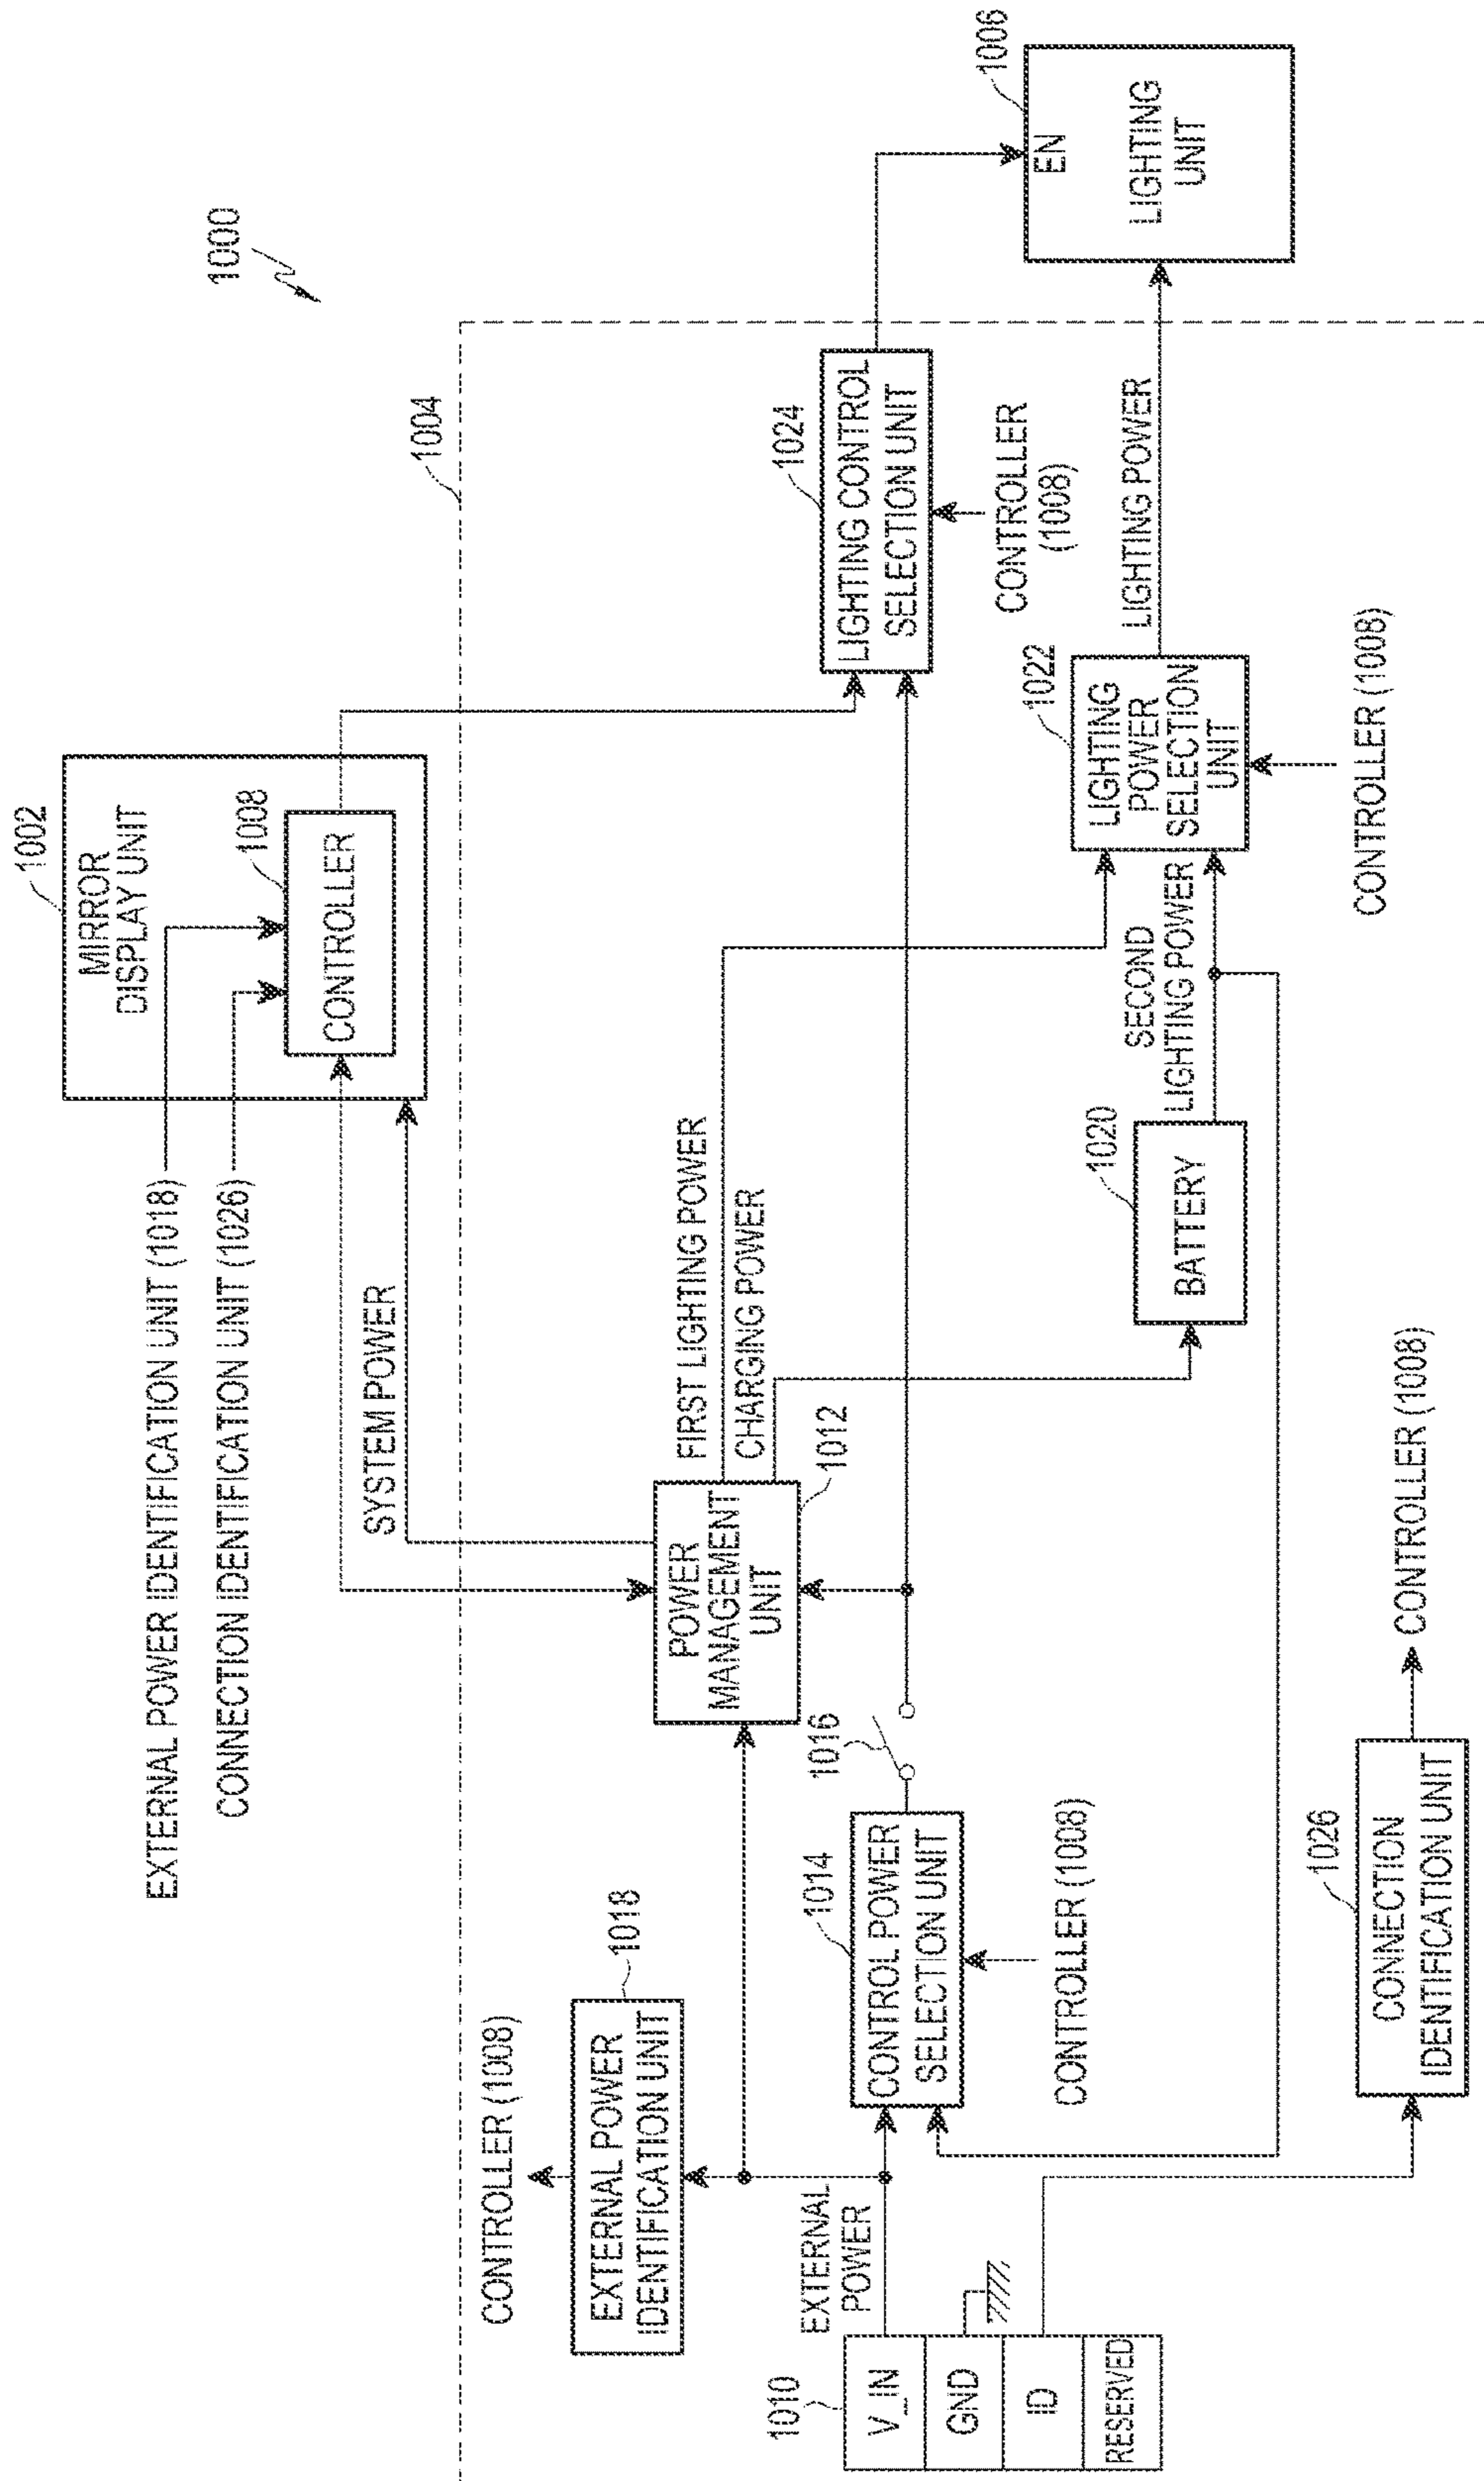 1000
1002
MIRROR
DISPLAY UNIT
1008
CONTROLLER
EXTERNAL POWER IDENTIFICATION UNIT (1018)
CONNECTION IDENTIFICATION UNIT (1026)
SYSTEM POWER
1004
CONTROLLER (1008)
EXTERNAL POWER
IDENTIFICATION UNIT
1018
POWER
MANAGEMENT
UNIT
1012
FIRST LIGHTING POWER
CHARGING POWER
1024
LIGHTING CONTROL
SELECTION UNIT
CONTROLLER
(1008)
1006
EN
LIGHTING
UNIT
1010
V_IN
GND
ID
RESERVED
EXTERNAL
POWER
1014
CONTROL POWER
SELECTION UNIT
CONTROLLER (1008)
1016
1020
BATTERY
SECOND
LIGHTING POWER
1022
LIGHTING
POWER
SELECTION
UNIT
LIGHTING POWER
CONTROLLER (1008)
1026
CONNECTION
IDENTIFICATION UNIT
CONTROLLER (1008)